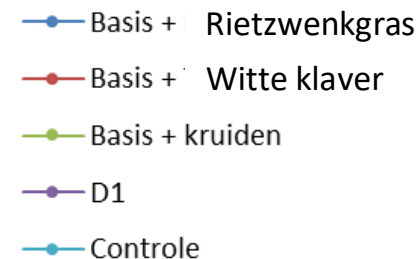 Basis + Rietzwenkgras
Basis + Witte klaver
Basis + kruiden
D1
Controle